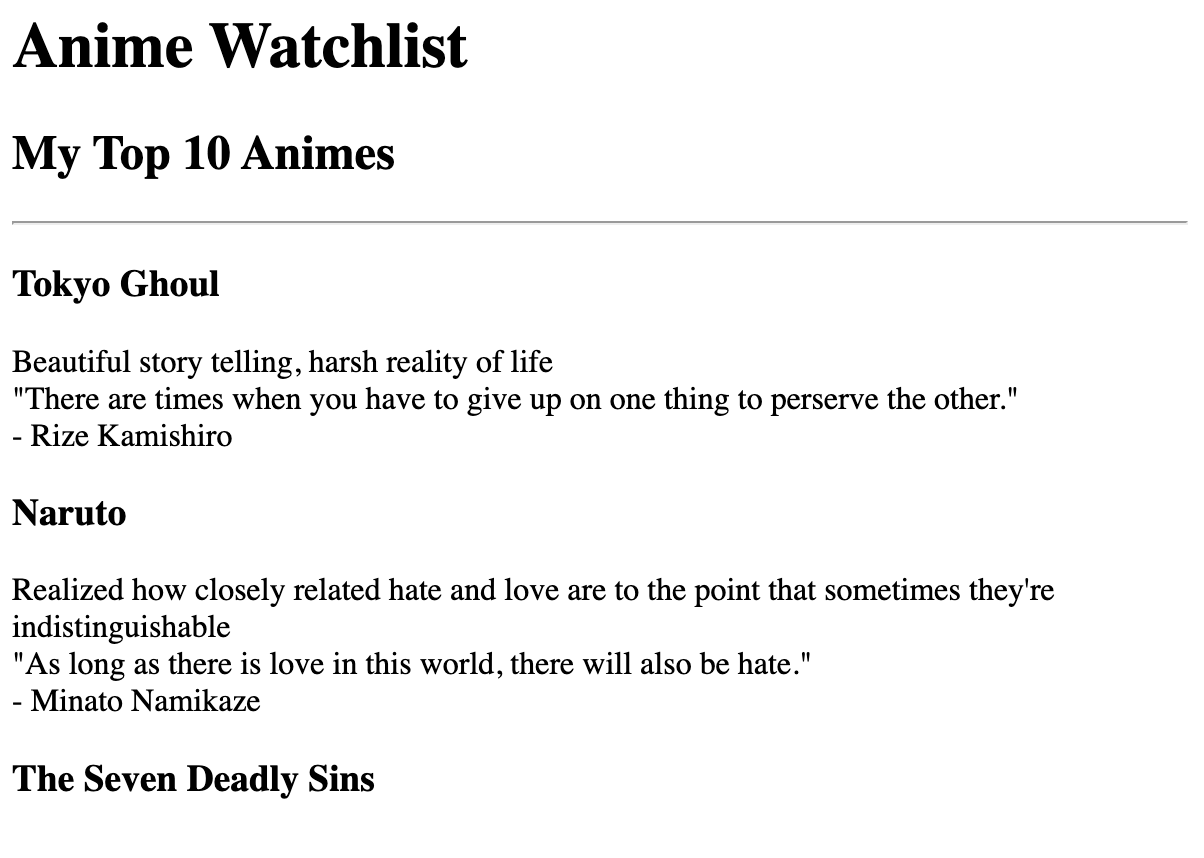 Anime Watchlist
My Top 10 Animes
Tokyo Ghoul
Beautiful story telling, harsh reality of life
"There are times when you have to give up on one thing to perserve the other."
- Rize Kamishiro
Naruto
Realized how closely related hate and love are to the point that sometimes they're
indistinguishable
"As long as there is love in this world, there will also be hate."
- Minato Namikaze
The Seven Deadly Sins